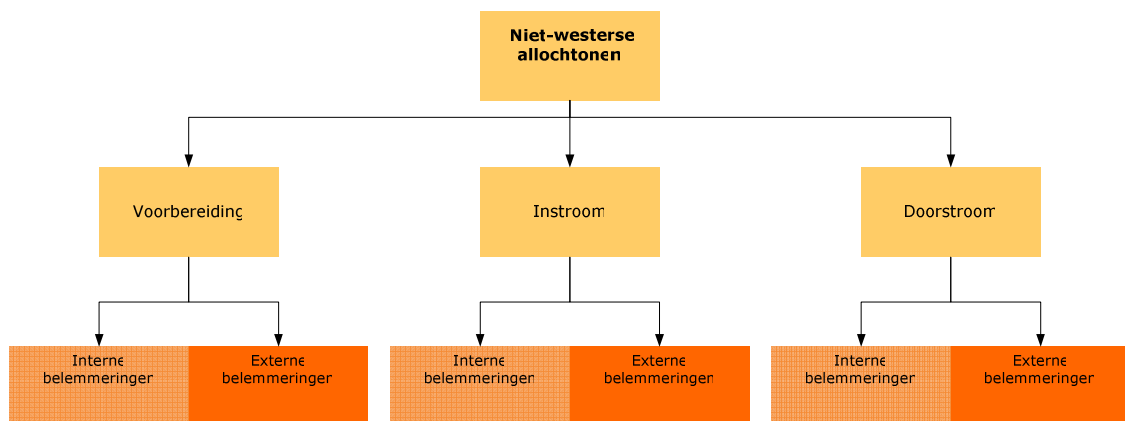 Niet-westerse
allochtonen
Voorbereiding
Instroom
Doorstroom
Interne
belemmeringen
Externe
belemmeringen
Interne
belemmeringen
Externe
belemmeringen
Interne
belemmeringen
Externe
belemmeringen